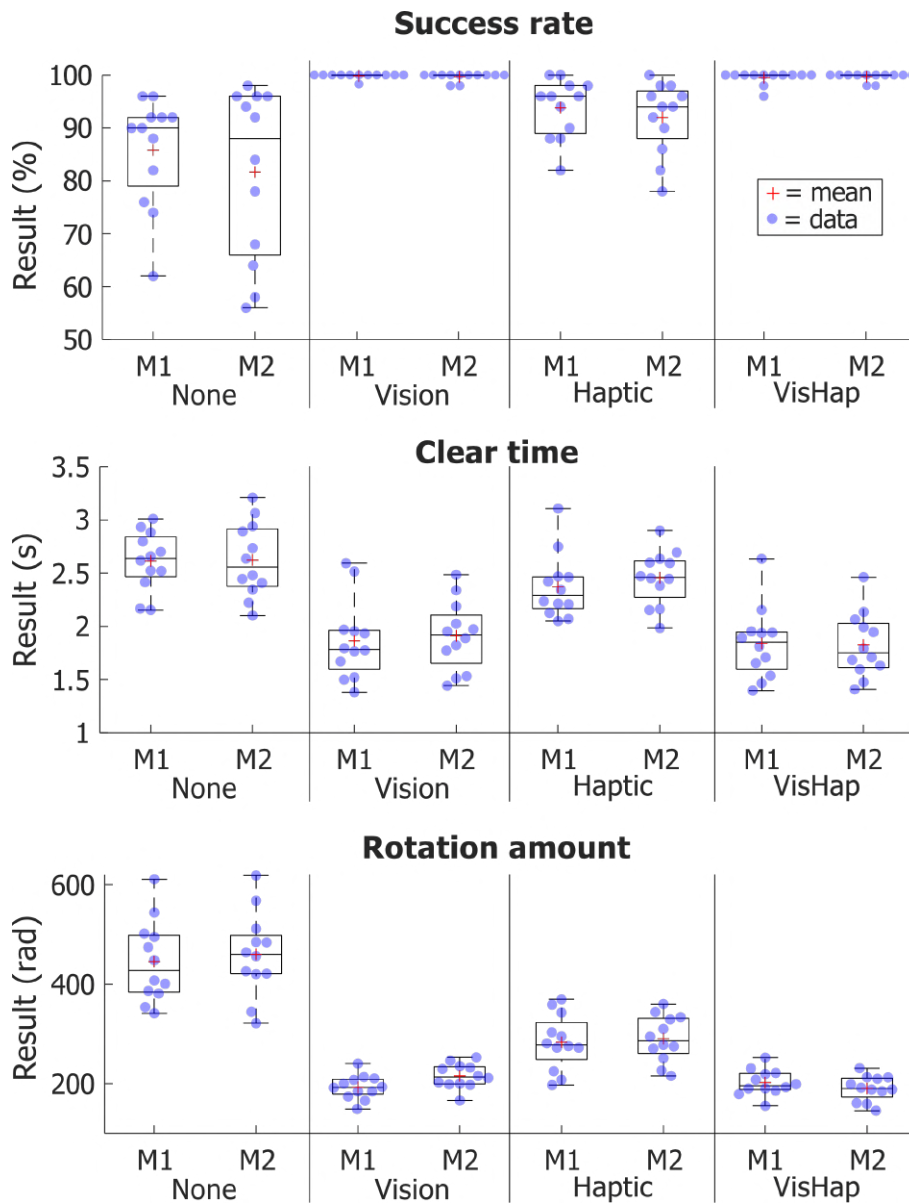 Success rate
100
90
80
70
60
50
Result (%)
+ = mean
= data
M1 M2 M1 M2 M1 M2 M1 M2
None Vision Haptic VisHap
Clear time
3.5
3
2.5
2
1.5
1
Result (s)
M1 M2 M1 M2 M1 M2 M1 M2
None Vision Haptic VisHap
Rotation amount
600
400
200
Result (rad)
M1 M2 M1 M2 M1 M2 M1 M2
None Vision Haptic VisHap